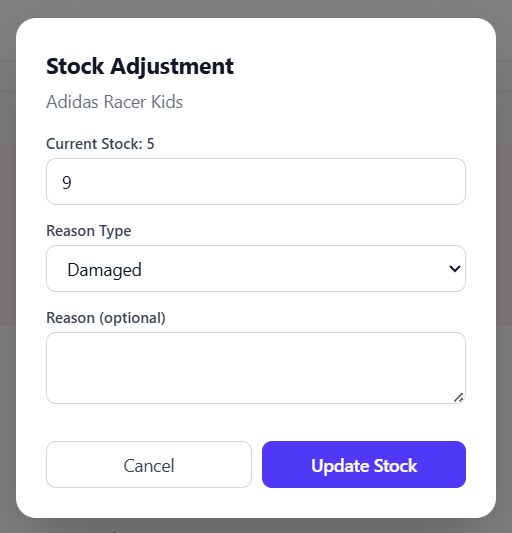 Stock Adjustment
Adidas Racer Kids
Current Stock: 5
9
Reason Type
Damaged
Reason (optional)
Cancel
Update Stock